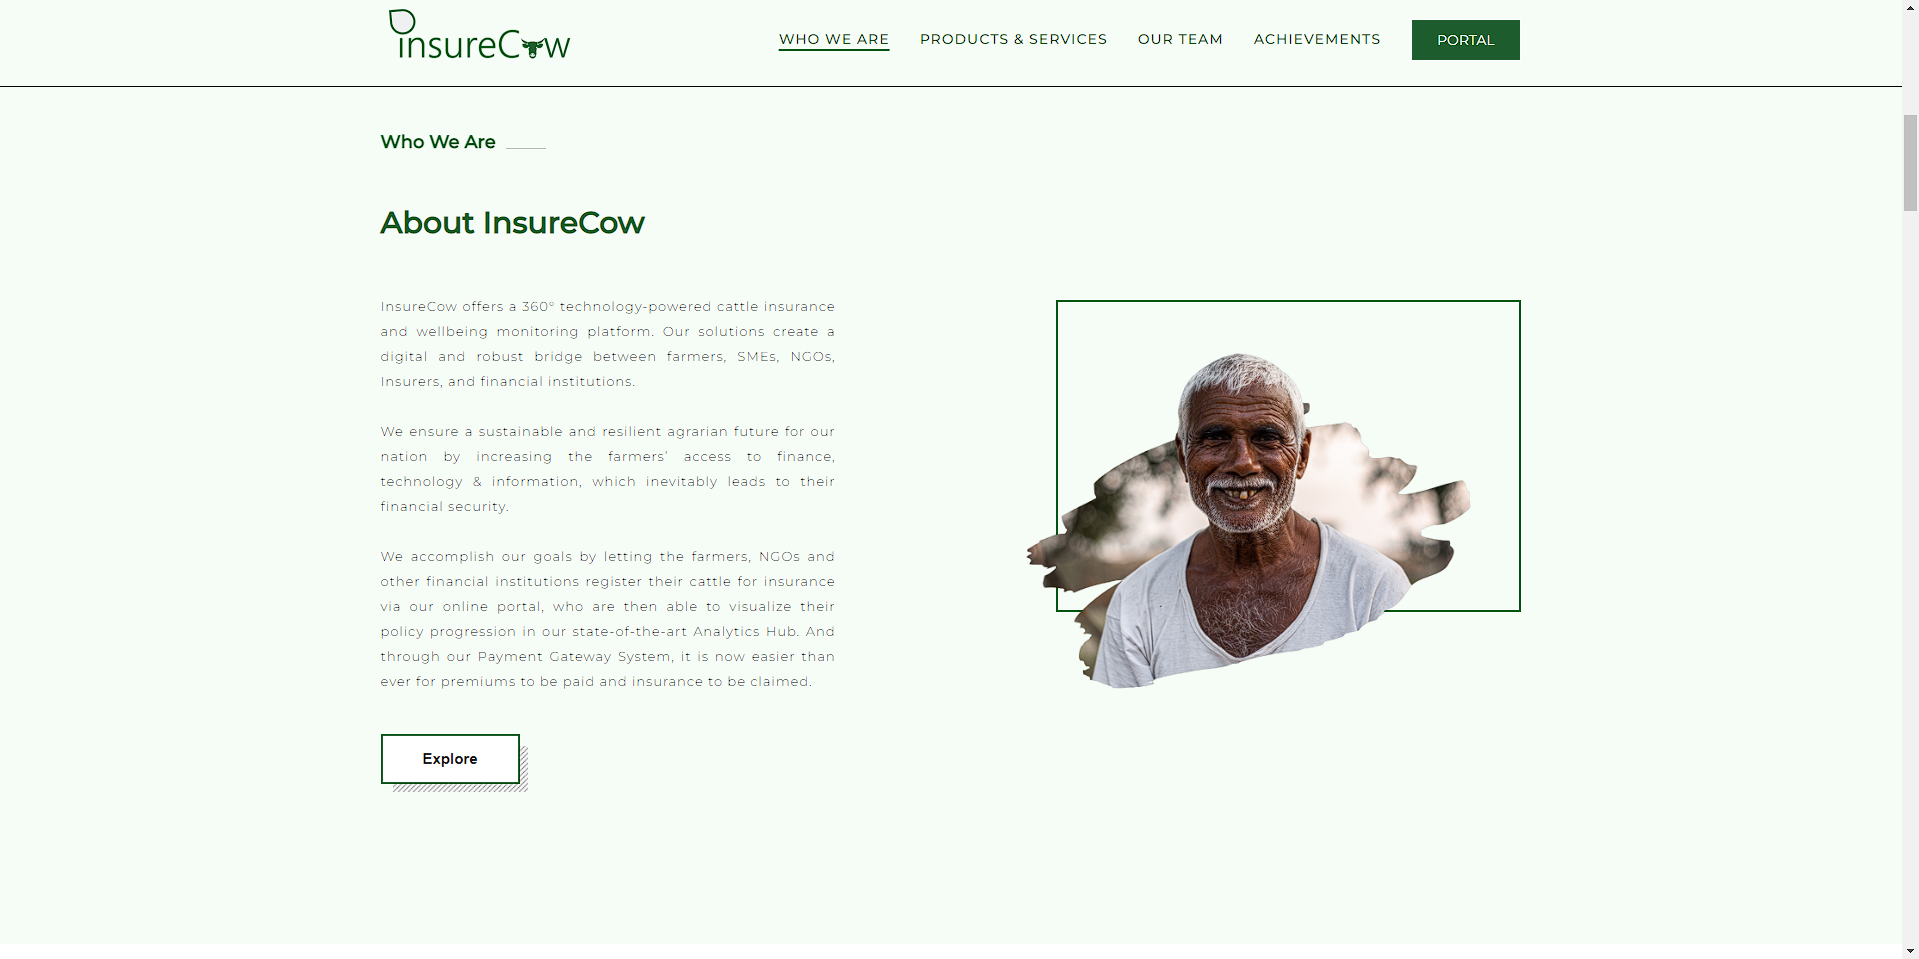 insureCow
WHO WE ARE
PRODUCTS & SERVICES
OUR TEAM
ACHIEVEMENTS
PORTAL
Who We Are
About InsureCow
InsureCow offers a 360° technology-powered cattle insurance
and wellbeing monitoring platform. Our solutions create a
digital and robust bridge between farmers, SMEs, NGOs,
Insurers, and financial institutions.
We ensure a sustainable and resilient agrarian future for our
nation by increasing the farmers’ access to finance,
technology & information, which inevitably leads to their
financial security.
We accomplish our goals by letting the farmers, NGOs and
other financial institutions register their cattle for insurance
via our online portal, who are then able to visualize their
policy progression in our state-of-the-art Analytics Hub. And
through our Payment Gateway System, it is now easier than
ever for premiums to be paid and insurance to be claimed.
Explore